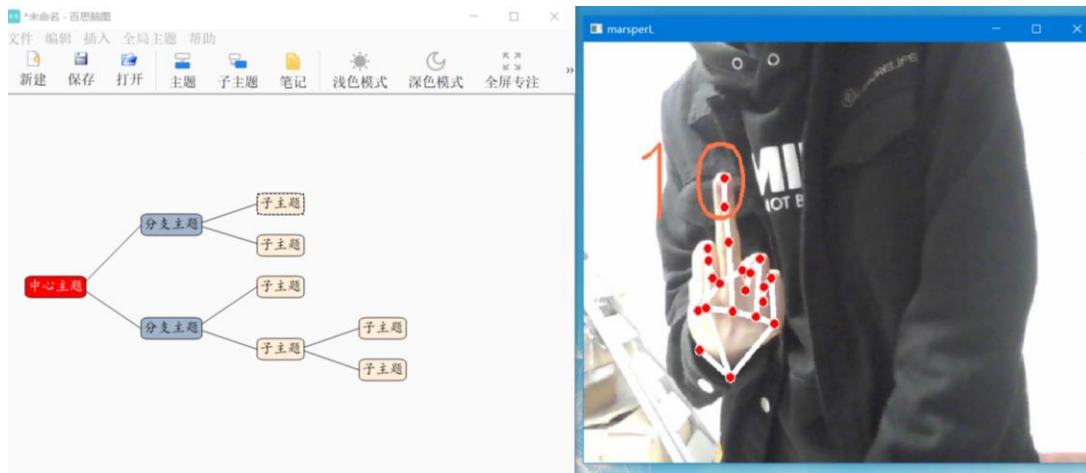 *未命名 - 百思脑图
文件 编辑 插入 全局主题 帮助
新建 保存 打开 主题 子主题 笔记 浅色模式 深色模式 全屏专注 »
子主题
分支主题
子主题
中心主题
子主题
分支主题
子主题
子主题
子主题
marsperL
1
MI
NOT B